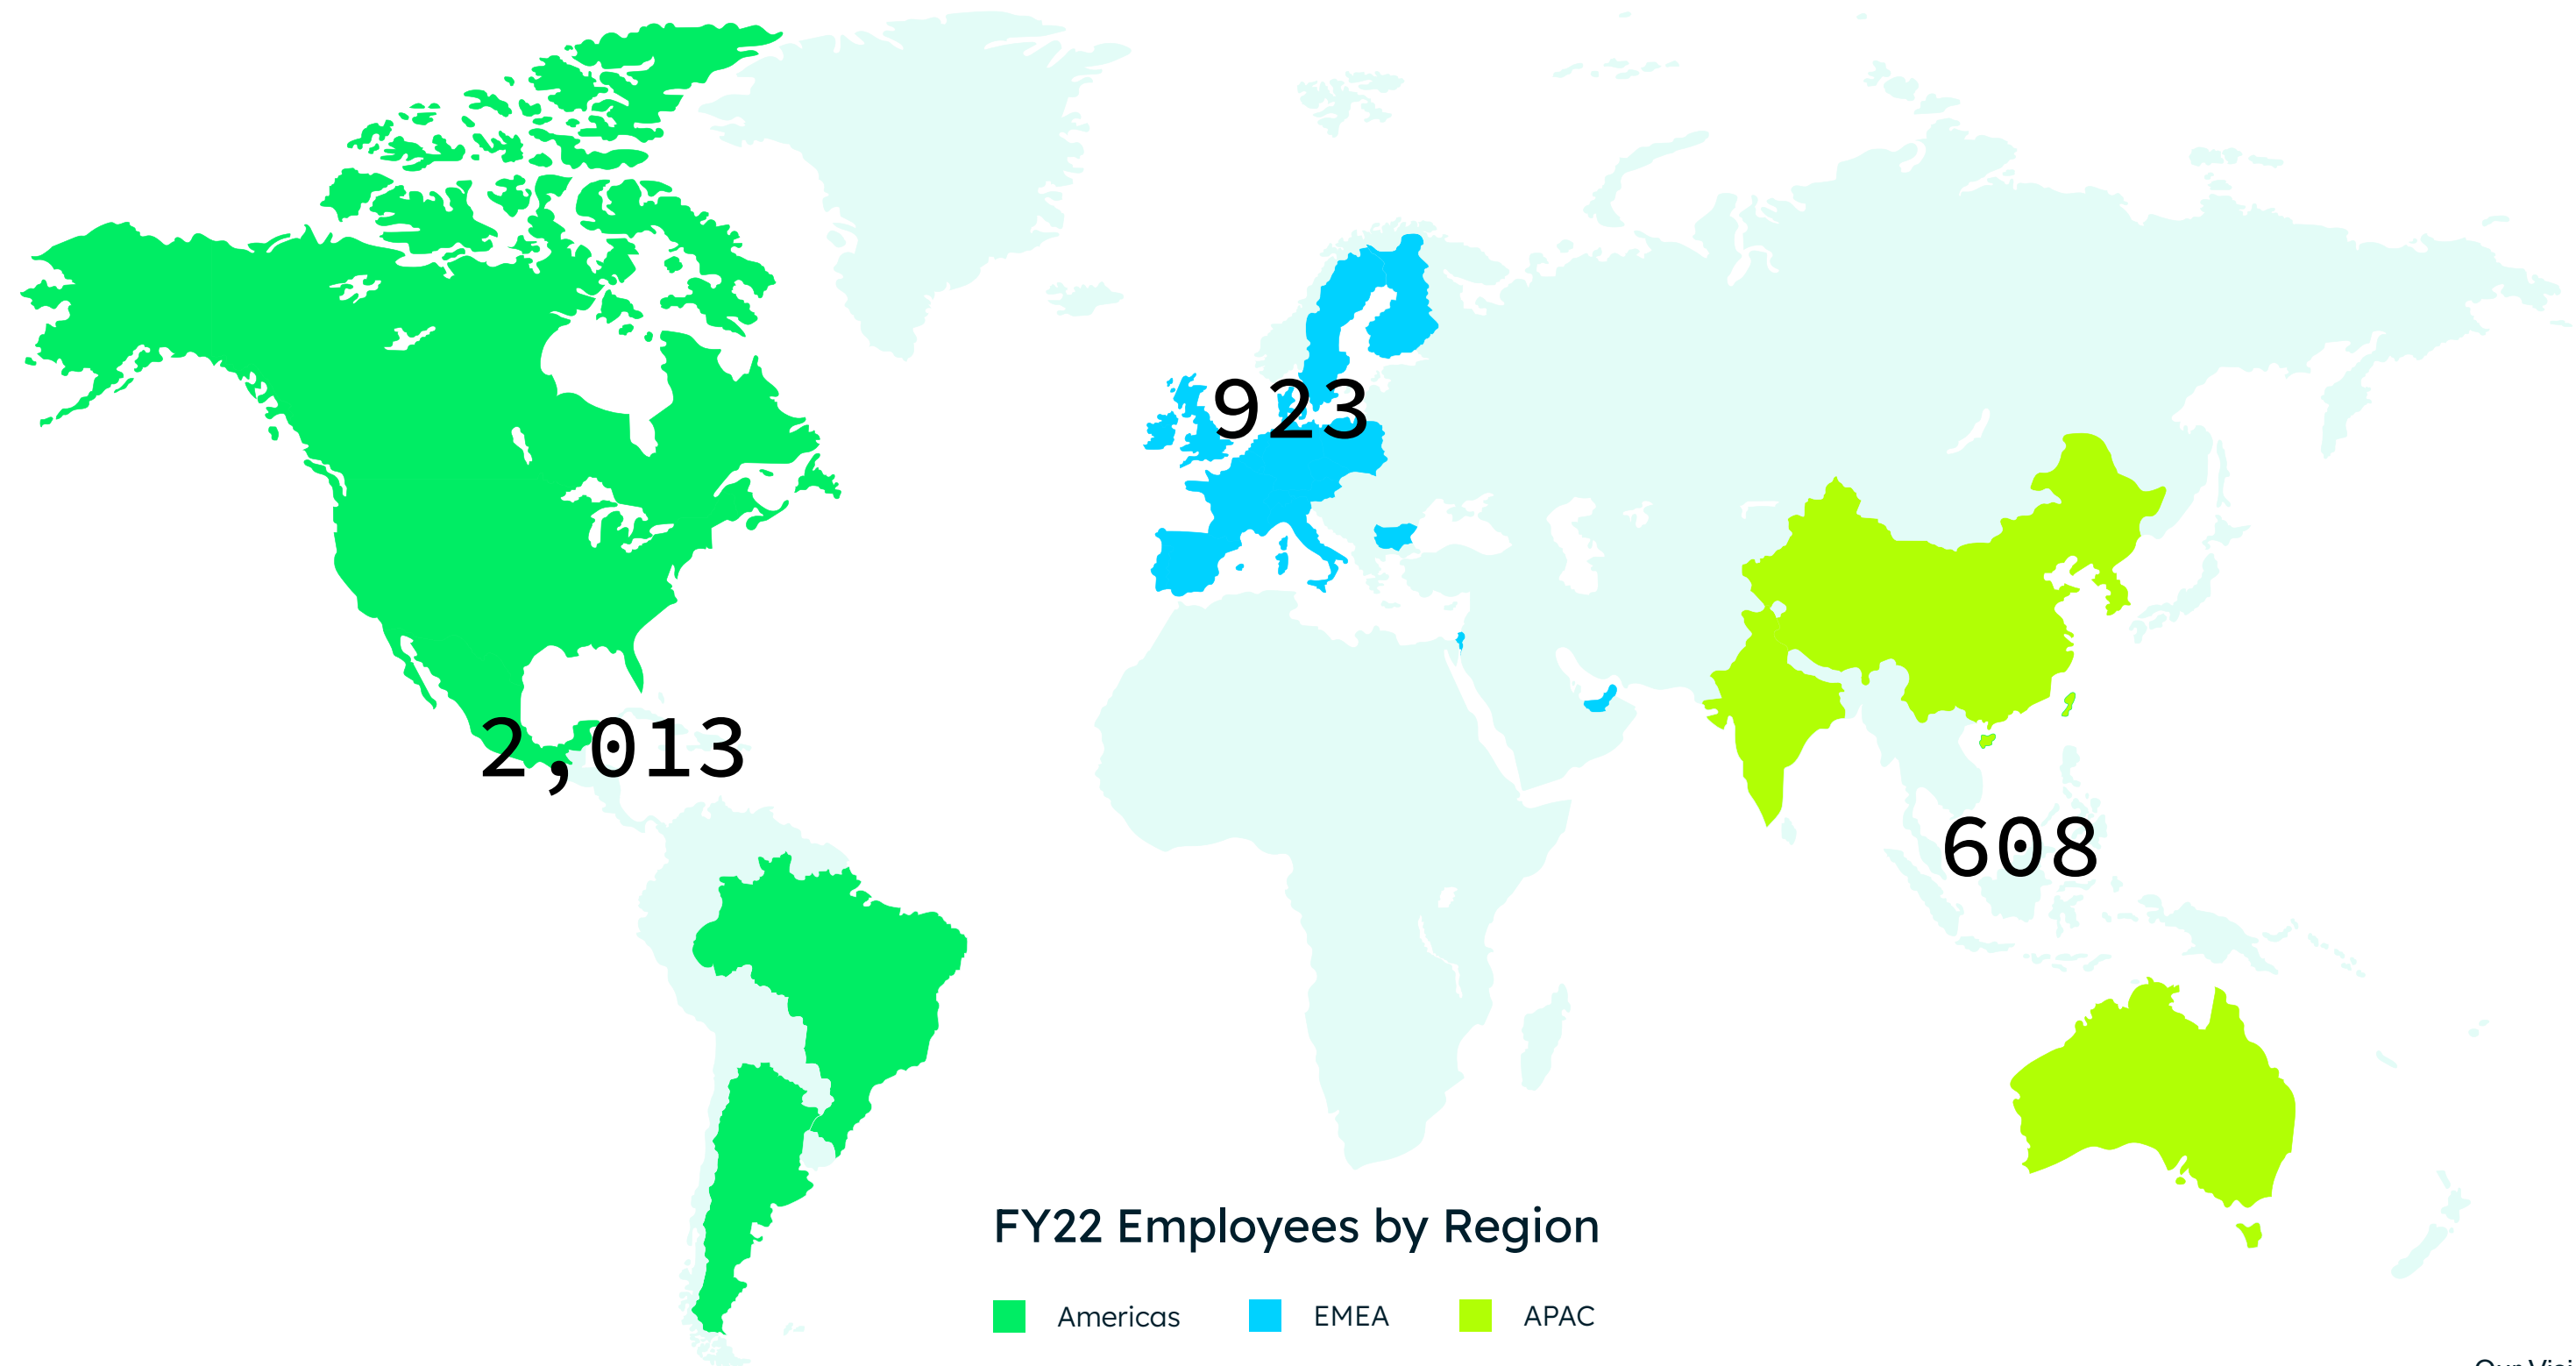 923
2,013
608
FY22 Employees by Region
Americas
EMEA
APAC